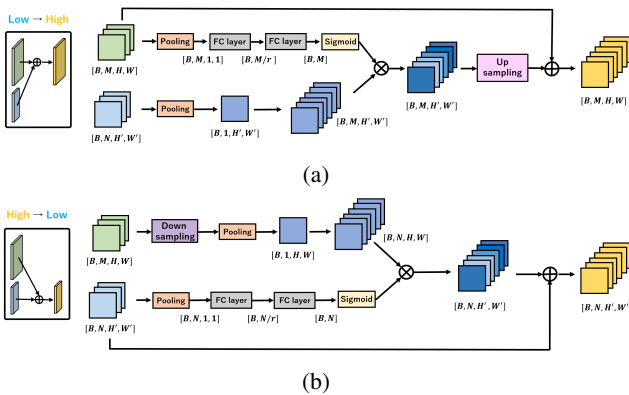 Low → High
Pooling
FC layer
FC layer
Sigmoid
Up
sampling
[B,M,H,W]
[B,M,1,1]
[B,M/r]
[B,M]
[B,M,H',W']
[B,M,H,W]
Pooling
[B,N,H',W']
[B,1,H',W']
[B,M,H',W']
(a)
High → Low
Down
sampling
Pooling
[B,M,H,W]
[B,1,H,W]
[B,N,H,W]
Pooling
FC layer
FC layer
Sigmoid
[B,N,H',W']
[B,N,1,1]
[B,N/r]
[B,N]
[B,N,H',W']
[B,N,H',W']
(b)